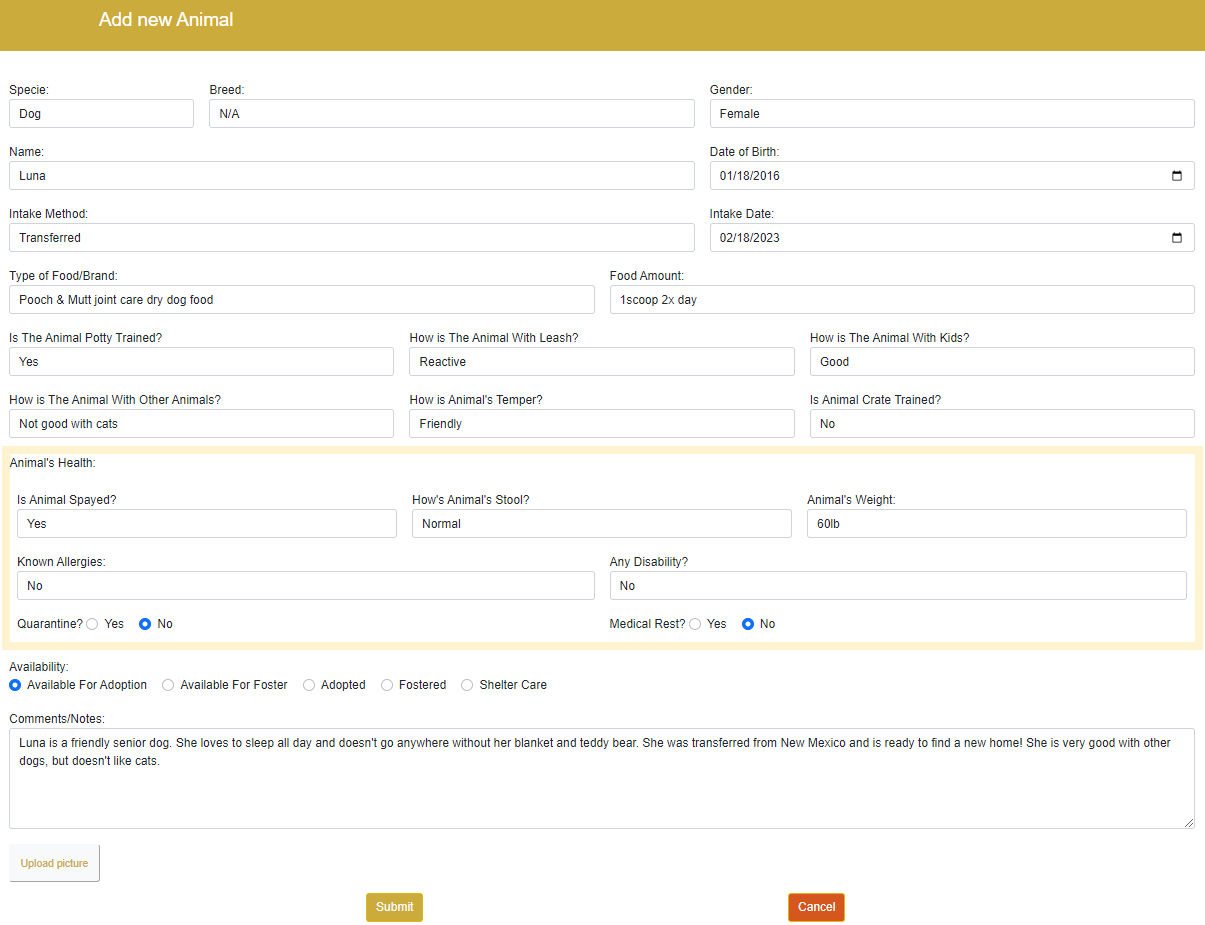 Add new Animal
Specie: Breed: Gender:
Dog N/A Female
Name: Date of Birth:
Luna 01/18/2016
Intake Method: Intake Date:
Transferred 02/18/2023
Type of Food/Brand: Food Amount:
Pooch & Mutt joint care dry dog food 1scoop 2x day
Is The Animal Potty Trained? How is The Animal With Leash? How is The Animal With Kids?
Yes Reactive Good
How is The Animal With Other Animals? How is Animal's Temper? Is Animal Crate Trained?
Not good with cats Friendly No
Animal's Health:
Is Animal Spayed? How's Animal's Stool? Animal's Weight:
Yes Normal 60lb
Known Allergies: Any Disability?
No No
Quarantine? Yes No Medical Rest? Yes No
Availability:
Available For Adoption Available For Foster Adopted Fostered Shelter Care
Comments/Notes:
Luna is a friendly senior dog. She loves to sleep all day and doesn't go anywhere without her blanket and teddy bear. She was transferred from New Mexico and is ready to find a new home! She is very good with other
dogs, but doesn't like cats.
Upload picture
Submit Cancel